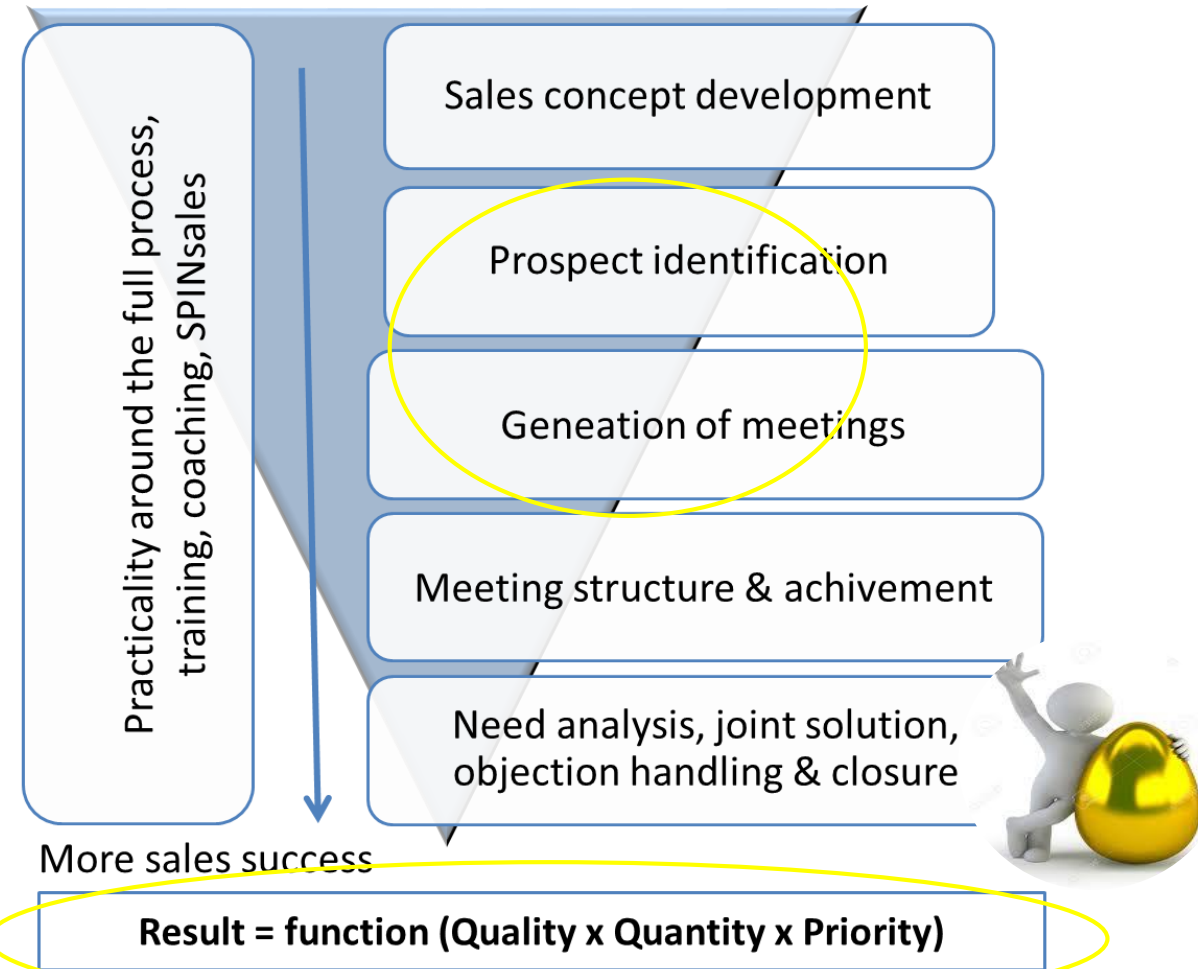 Practicality around the full process,
training, coaching, SPINsales
Sales concept development
Prospect identification
Geneation of meetings
Meeting structure & achivement
Need analysis, joint solution,
objection handling & closure
More sales success
Result = function (Quality x Quantity x Priority)